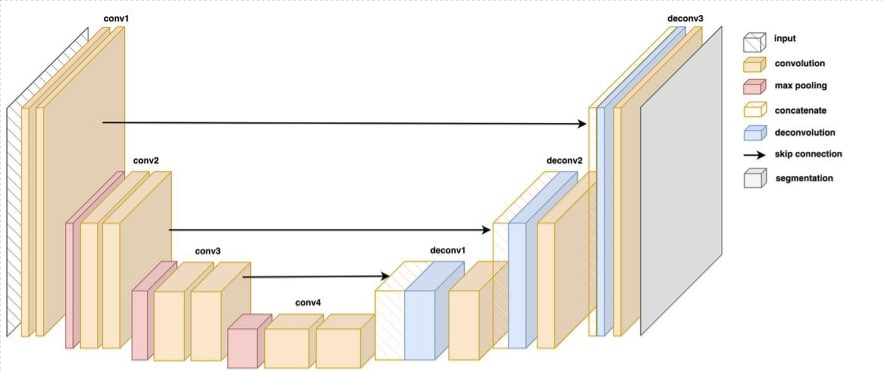 conv1
deconv3
conv2
deconv2
conv3
deconv1
conv4
input
convolution
max pooling
concatenate
deconvolution
skip connection
segmentation